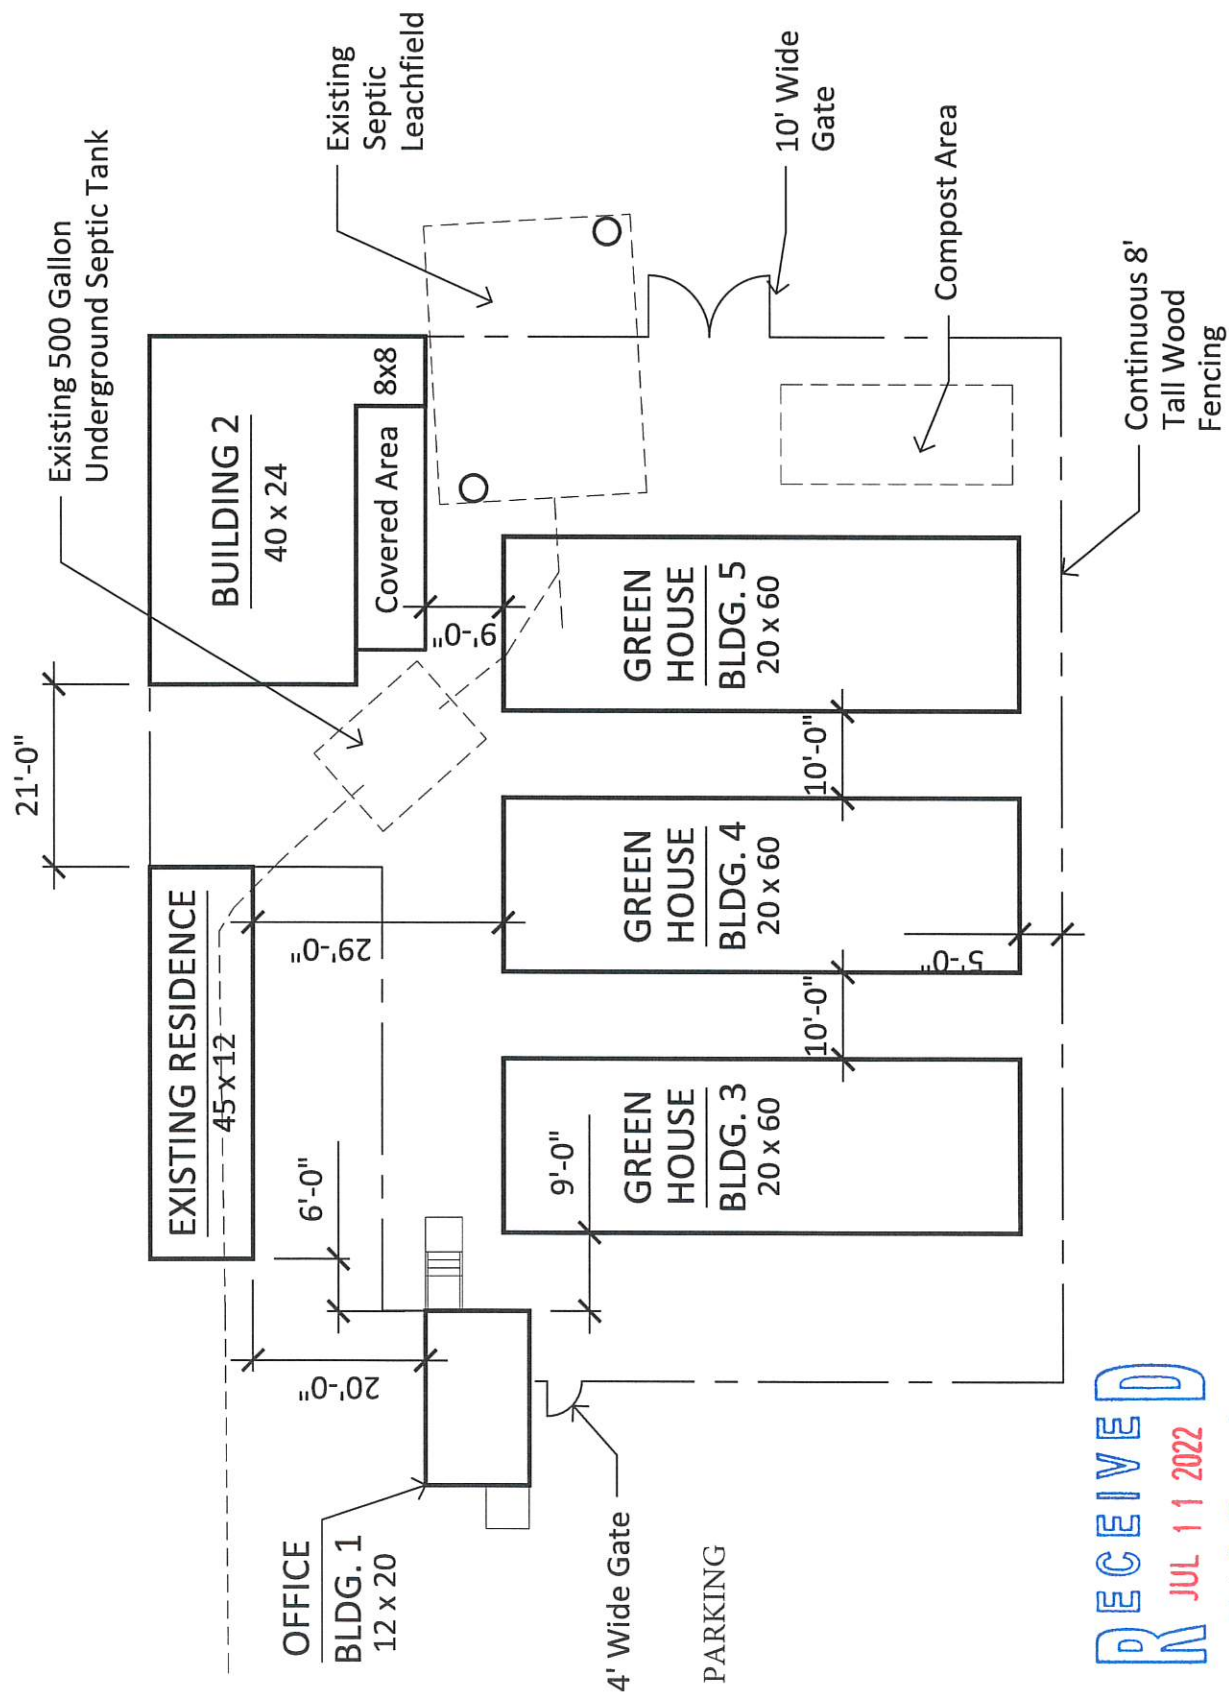 Existing 500 Gallon
Underground Septic Tank
Existing
Septic
Leachfield
21'-0"
BUILDING 2
40 x 24
8x8
Covered Area
10' Wide
Gate
EXISTING RESIDENCE
45 x 12
9'-0"
29'-0"
6'-0"
20'-0"
Compost Area
OFFICE
BLDG. 1
12 x 20
9'-0"
GREEN
HOUSE
BLDG. 3
20 x 60
10'-0"
GREEN
HOUSE
BLDG. 4
20 x 60
10'-0"
GREEN
HOUSE
BLDG. 5
20 x 60
4' Wide Gate
5'-0"
Continuous 8'
Tall Wood
Fencing
PARKING
RECEIVED
JUL 11 2022